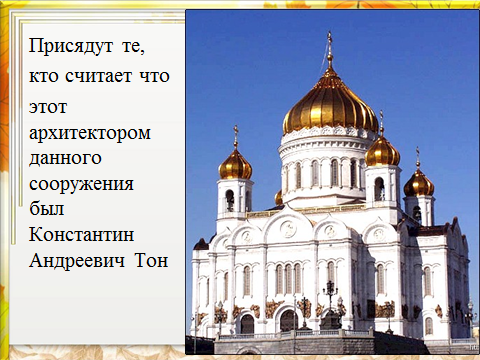 Присядут те,
кто считает что
этот
архитектором
данного
сооружения
был
Константин
Андреевич Тон